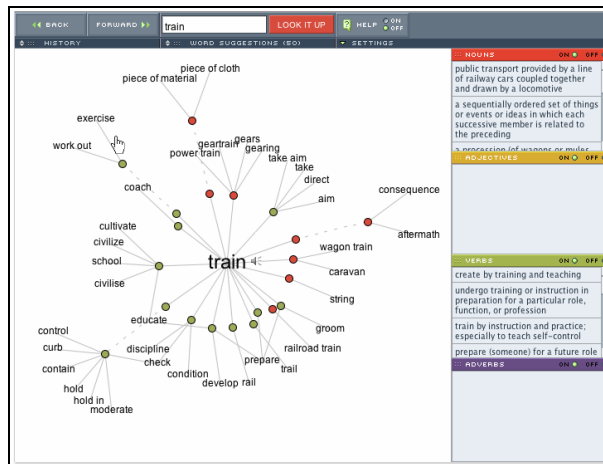 BACK
FORWARD
train
LOOK IT UP
HELP
ON
OFF
HISTORY
WORD SUGGESTIONS (50)
SETTINGS
piece of cloth
piece of material
exercise
work out
gears
geartrain
gearing
power train
take aim
take
direct
aim
coach
consequence
aftermath
cultivate
civilize
school
civilise
train
wagon train
caravan
string
educate
groom
control
curb
contain
hold
hold in
moderate
discipline
check
condition
develop
rail
prepare
trail
railroad train
NOUNS ON OFF
public transport provided by a line
of railway cars coupled together
and drawn by a locomotive
a sequentially ordered set of things
or events or ideas in which each
successive member is related to
the preceding
a procession (of wagons or mules
ADJECTIVES ON OFF
VERBS ON OFF
create by training and teaching
undergo training or instruction in
preparation for a particular role,
function, or profession
train by instruction and practice;
especially to teach self-control
prepare (someone) for a future role
ADVERBS ON OFF